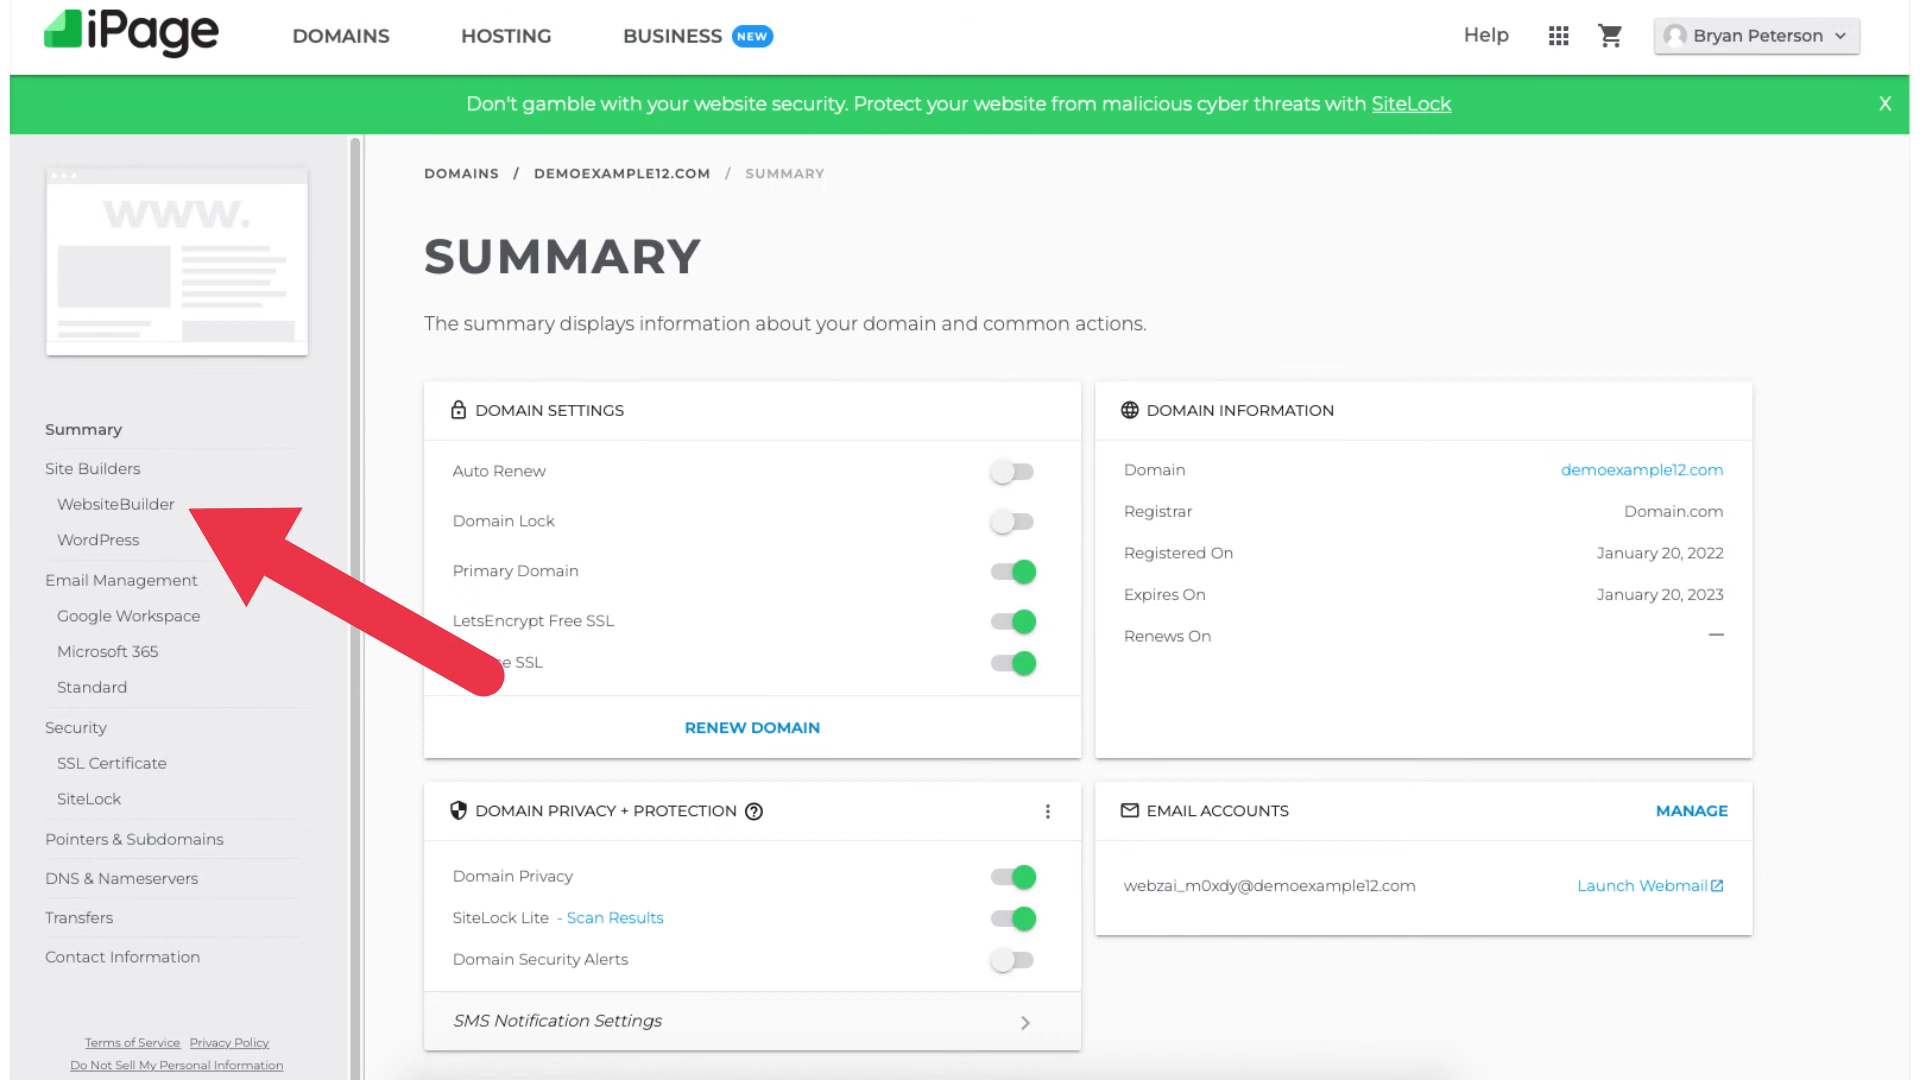 iPage
DOMAINS
HOSTING
BUSINESS NEW
Help
Bryan Peterson
Don't gamble with your website security. Protect your website from malicious cyber threats with SiteLock
X
www.
Summary
Site Builders
WebsiteBuilder
WordPress
Email Management
Google Workspace
Microsoft 365
Standard
Security
SSL Certificate
SiteLock
Pointers & Subdomains
DNS & Nameservers
Transfers
Contact Information
Terms of Service Privacy Policy
Do Not Sell My Personal Information
DOMAINS / DEMOEXAMPLE12.COM / SUMMARY
SUMMARY
The summary displays information about your domain and common actions.
DOMAIN SETTINGS
Auto Renew
Domain Lock
Primary Domain
LetsEncrypt Free SSL
SSL
RENEW DOMAIN
DOMAIN INFORMATION
Domain demoexample12.com
Registrar Domain.com
Registered On January 20, 2022
Expires On January 20, 2023
Renews On —
DOMAIN PRIVACY + PROTECTION ?
Domain Privacy
SiteLock Lite - Scan Results
Domain Security Alerts
SMS Notification Settings
EMAIL ACCOUNTS MANAGE
webzai_m0xdy@demoexample12.com Launch Webmail